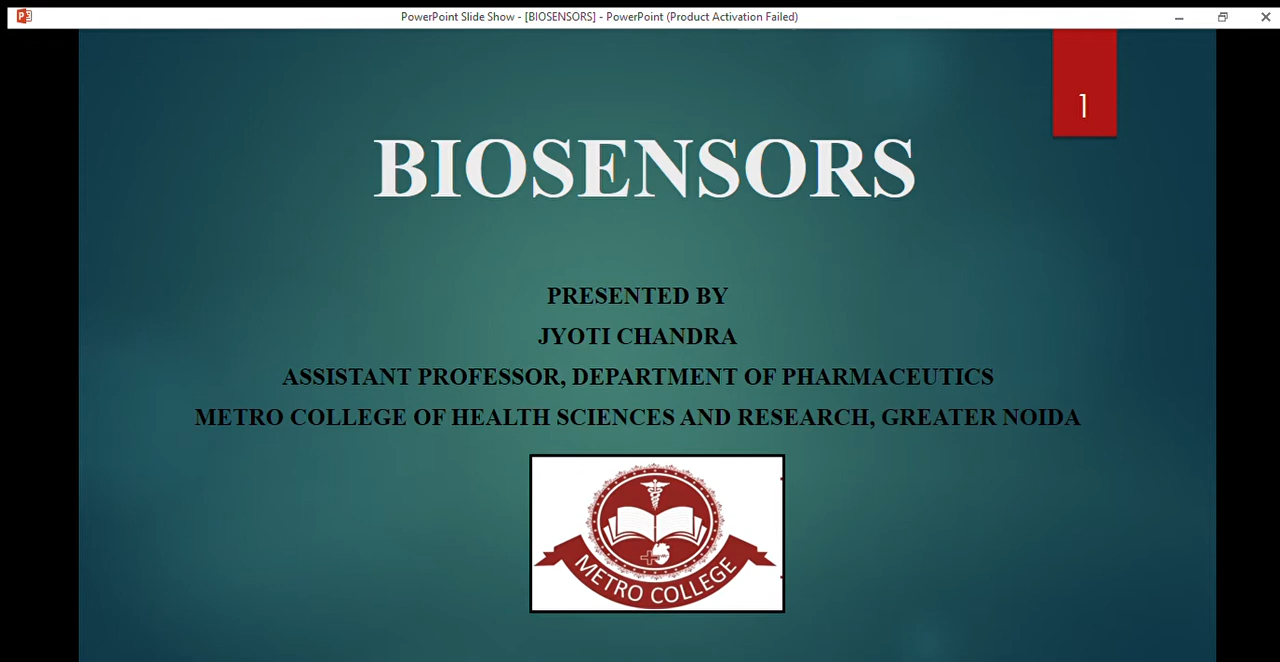 PowerPoint Slide Show - [BIOSENSORS] - PowerPoint (Product Activation Failed)
1
BIOSENSORS
PRESENTED BY
JYOTI CHANDRA
ASSISTANT PROFESSOR, DEPARTMENT OF PHARMACEUTICS
METRO COLLEGE OF HEALTH SCIENCES AND RESEARCH, GREATER NOIDA
METRO COLLEGE